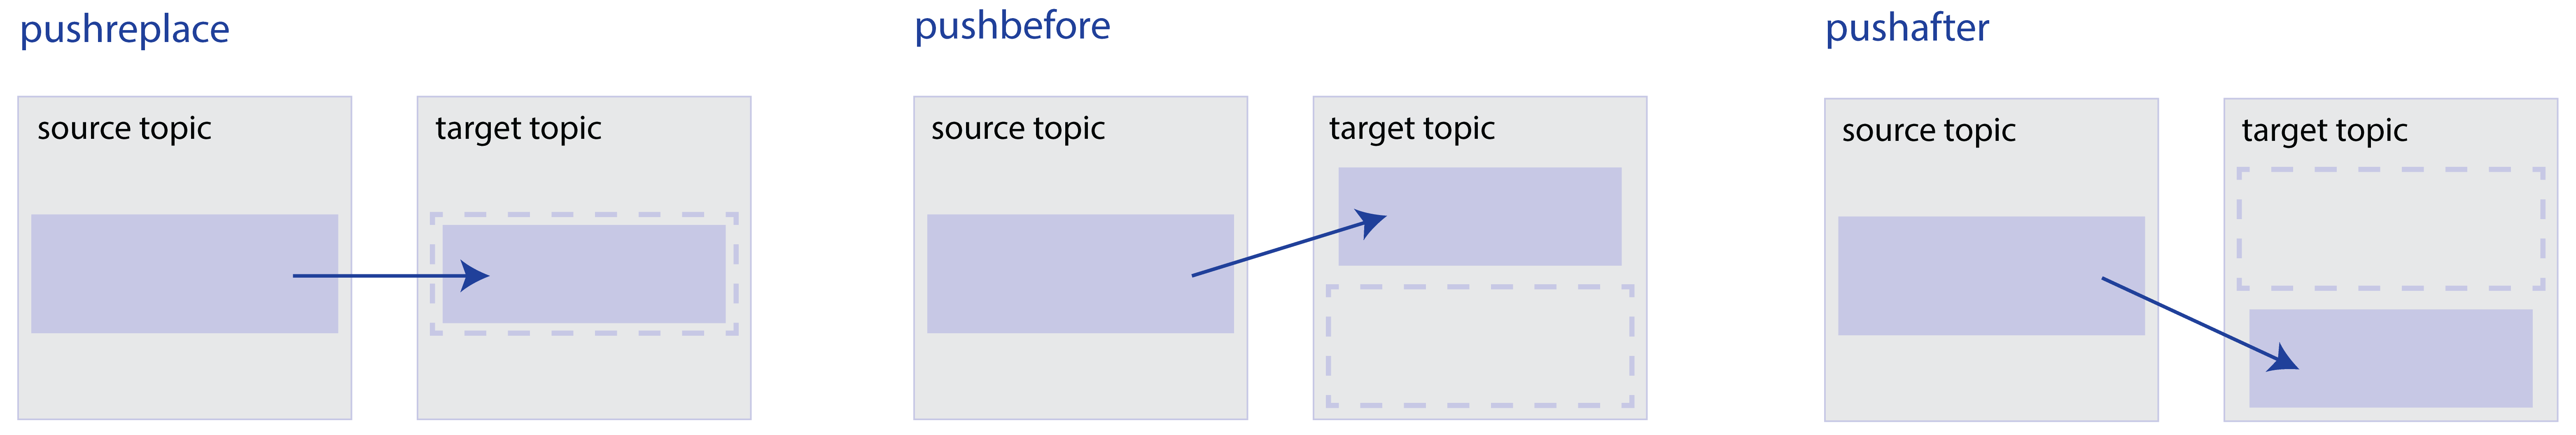 pushreplace
source topic
target topic
pushbefore
source topic
target topic
pushafter
source topic
target topic